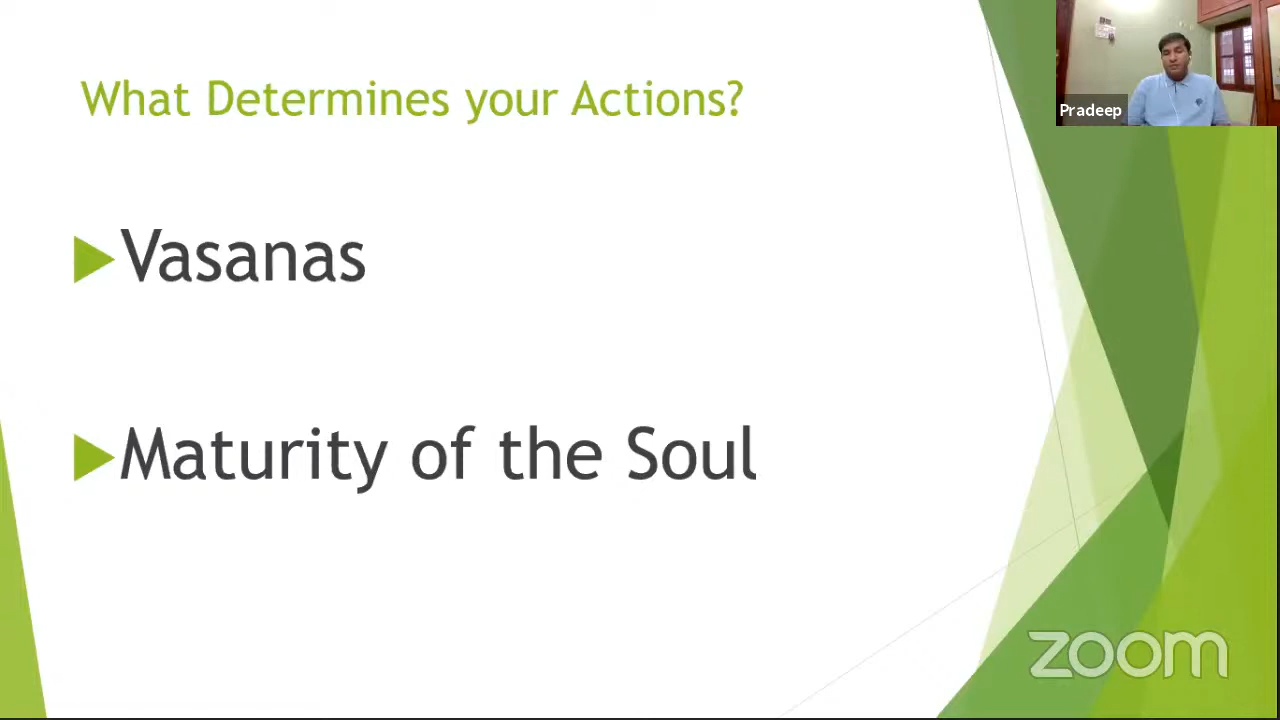 What Determines your Actions?
Pradeep
Vasanas
Maturity of the Soul
zoom